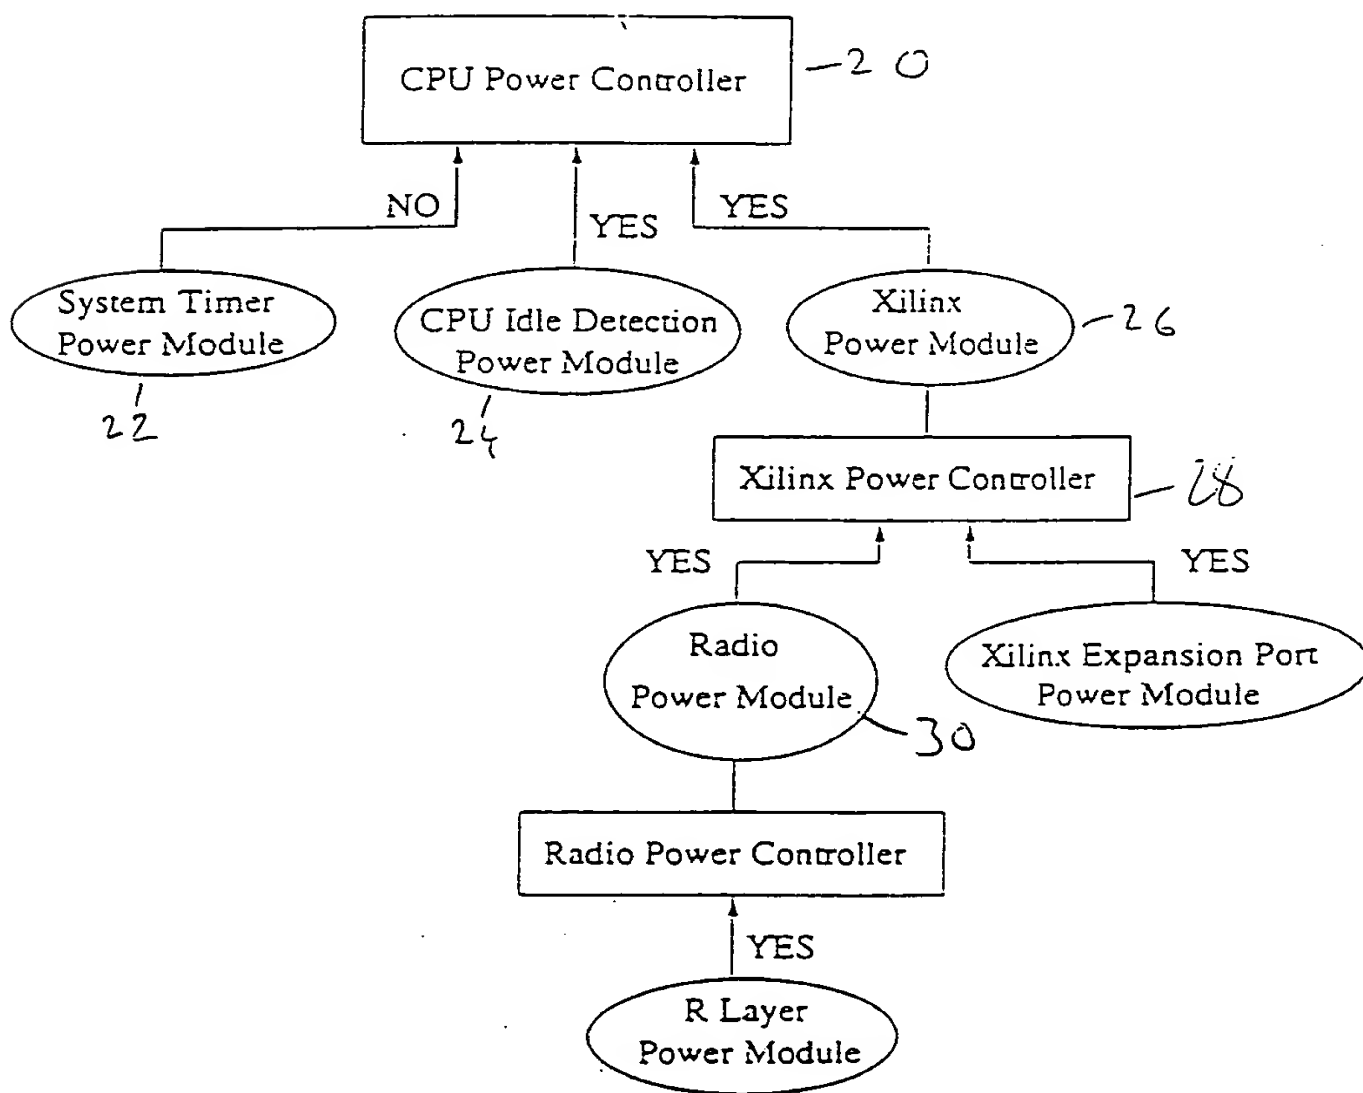 CPU Power Controller
20
NO
YES
YES
System Timer
Power Module
CPU Idle Detection
Power Module
Xilinx
Power Module
26
22
24
Xilinx Power Controller
28
YES
YES
Radio
Power Module
Xilinx Expansion Port
Power Module
30
Radio Power Controller
YES
R Layer
Power Module